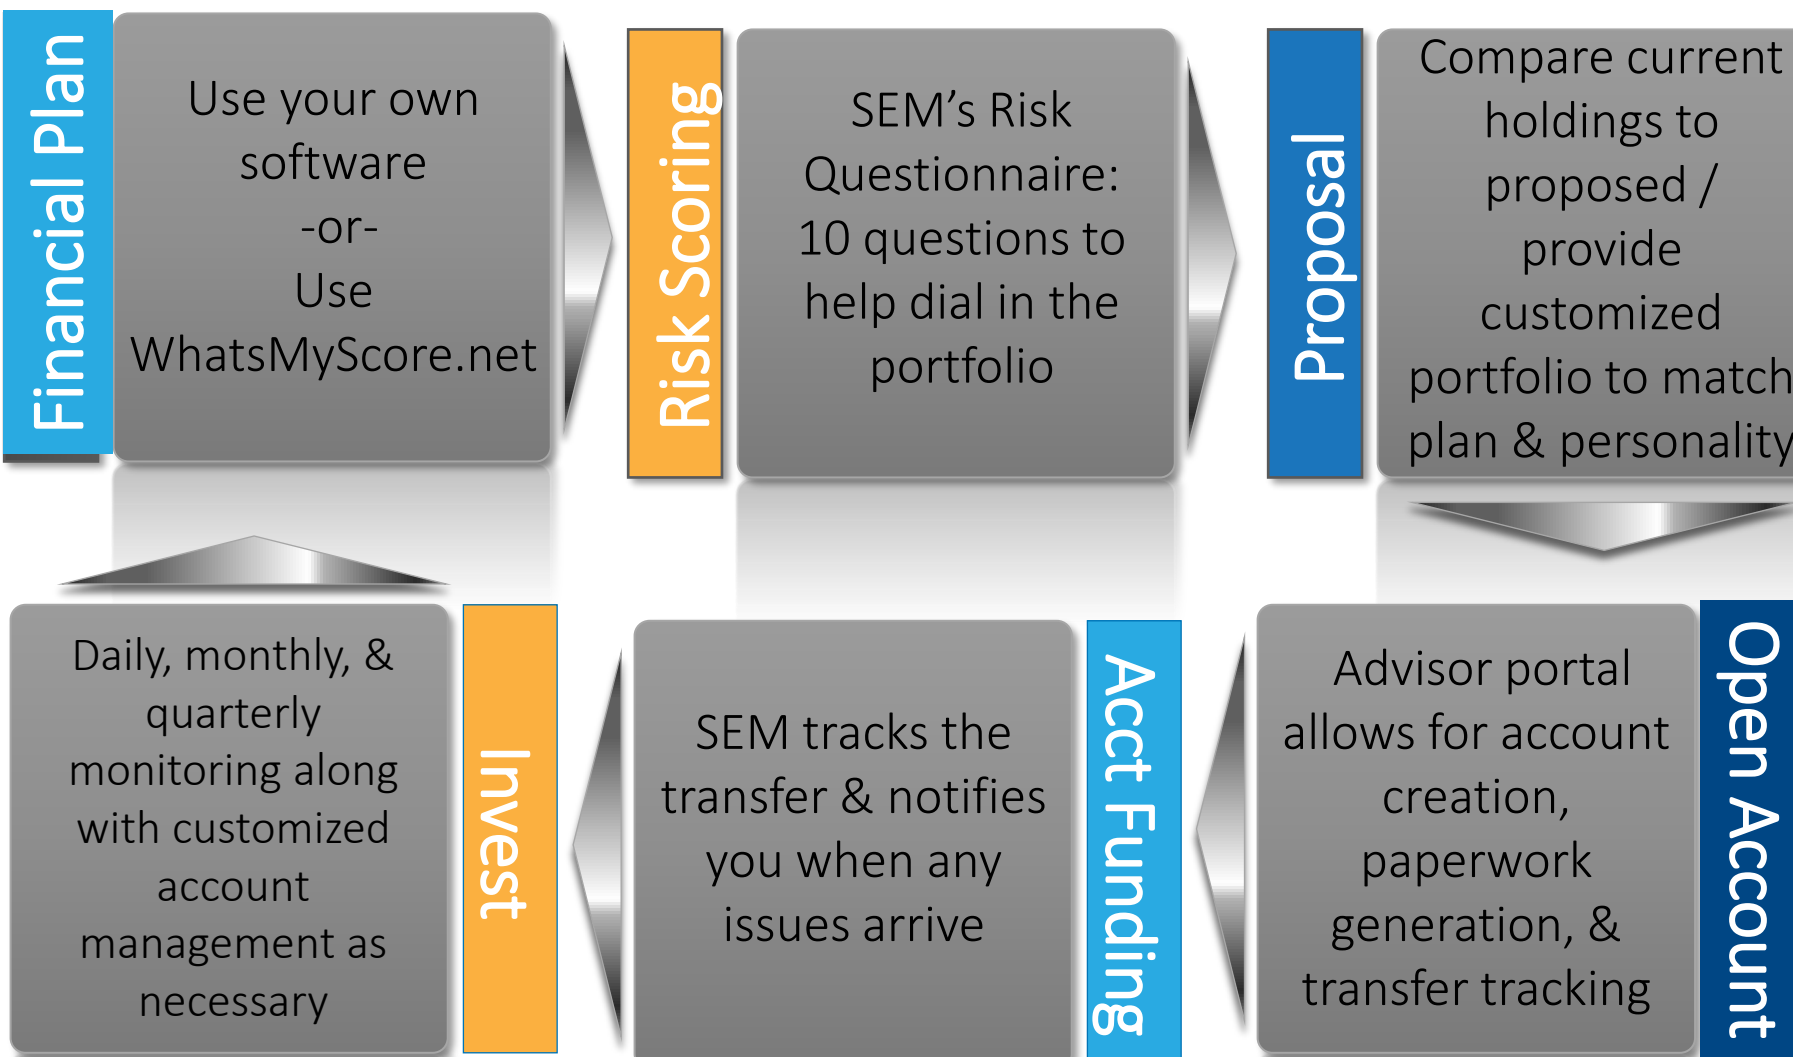 Financial Plan
Use your own
software
-or-
Use
WhatsMyScore.net
Risk Scoring
SEM's Risk
Questionnaire:
10 questions to
help dial in the
portfolio
Proposal
Compare current
holdings to
proposed /
provide
customized
portfolio to match
plan & personality
Open Account
Advisor portal
allows for account
creation,
paperwork
generation, &
transfer tracking
Acct Funding
SEM tracks the
transfer & notifies
you when any
issues arrive
Invest
Daily, monthly, &
quarterly
monitoring along
with customized
account
management as
necessary